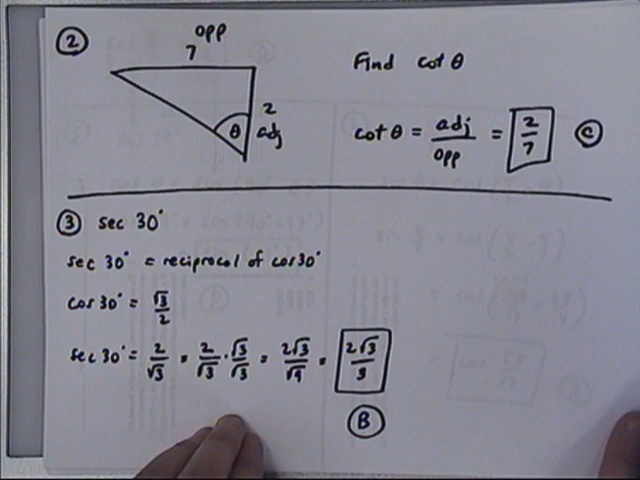 ② opp
7
Find cot θ
2
θ adj
cot θ = adj/opp = 2/7 Ⓒ
③ sec 30°
sec 30° = reciprocal of cos 30°
cos 30° = √3/2
sec 30° = 2/√3 = 2/√3 · √3/√3 = 2√3/√9 = 2√3/3
Ⓑ